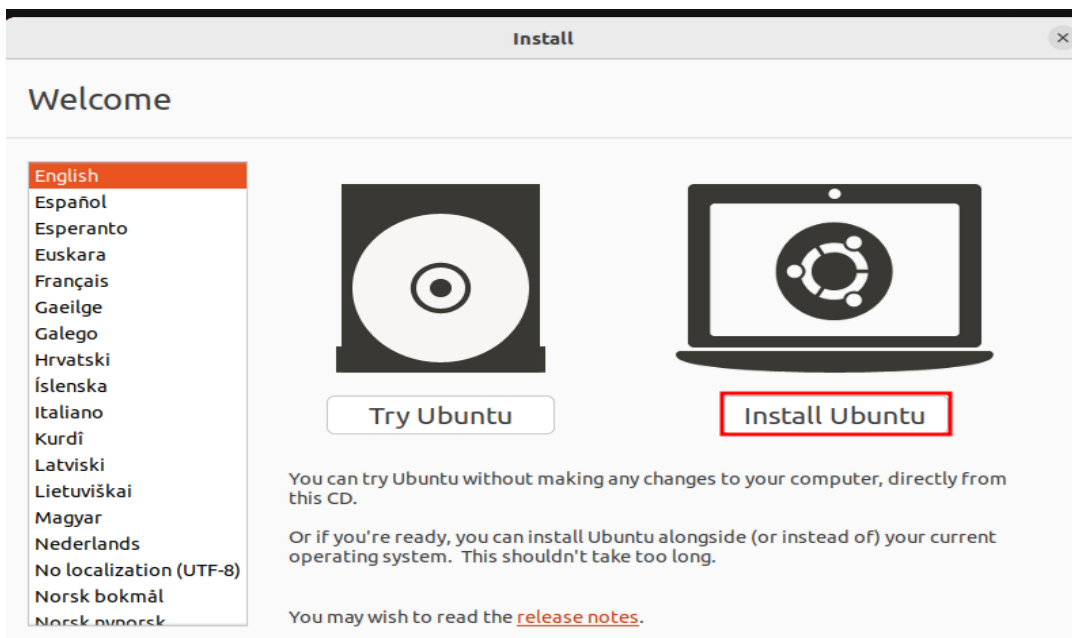 Install
Welcome
English
Español
Esperanto
Euskara
Français
Gaeilge
Galego
Hrvatski
Íslenska
Italiano
Kurdî
Latviski
Lietuviškai
Magyar
Nederlands
No localization (UTF-8)
Norsk bokmål
Norsk nynorsk
Try Ubuntu
Install Ubuntu
You can try Ubuntu without making any changes to your computer, directly from
this CD.
Or if you're ready, you can install Ubuntu alongside (or instead of) your current
operating system.  This shouldn't take too long.
You may wish to read the release notes.